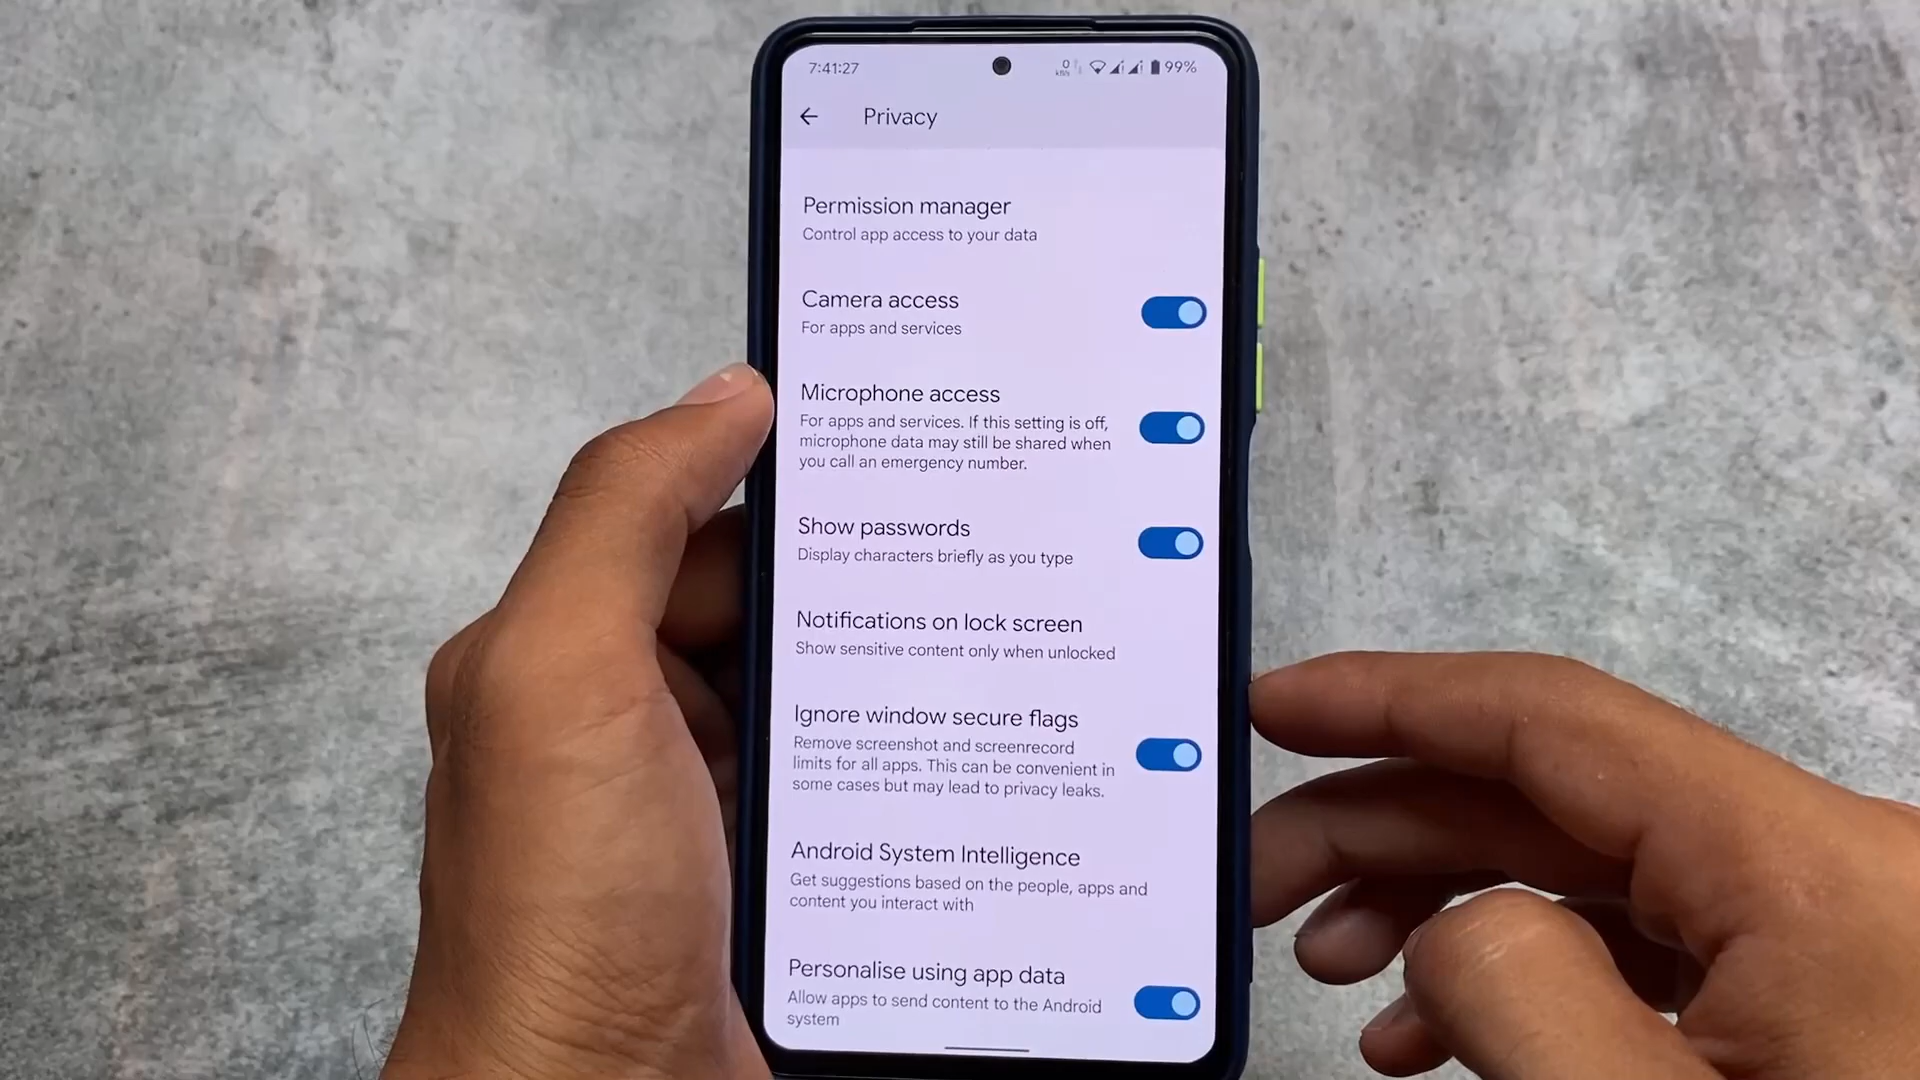 7:41:27
0
kB/s
99%
Privacy
Permission manager
Control app access to your data
Camera access
For apps and services
Microphone access
For apps and services. If this setting is off,
microphone data may still be shared when
you call an emergency number.
Show passwords
Display characters briefly as you type
Notifications on lock screen
Show sensitive content only when unlocked
Ignore window secure flags
Remove screenshot and screenrecord
limits for all apps. This can be convenient in
some cases but may lead to privacy leaks.
Android System Intelligence
Get suggestions based on the people, apps and
content you interact with
Personalise using app data
Allow apps to send content to the Android
system